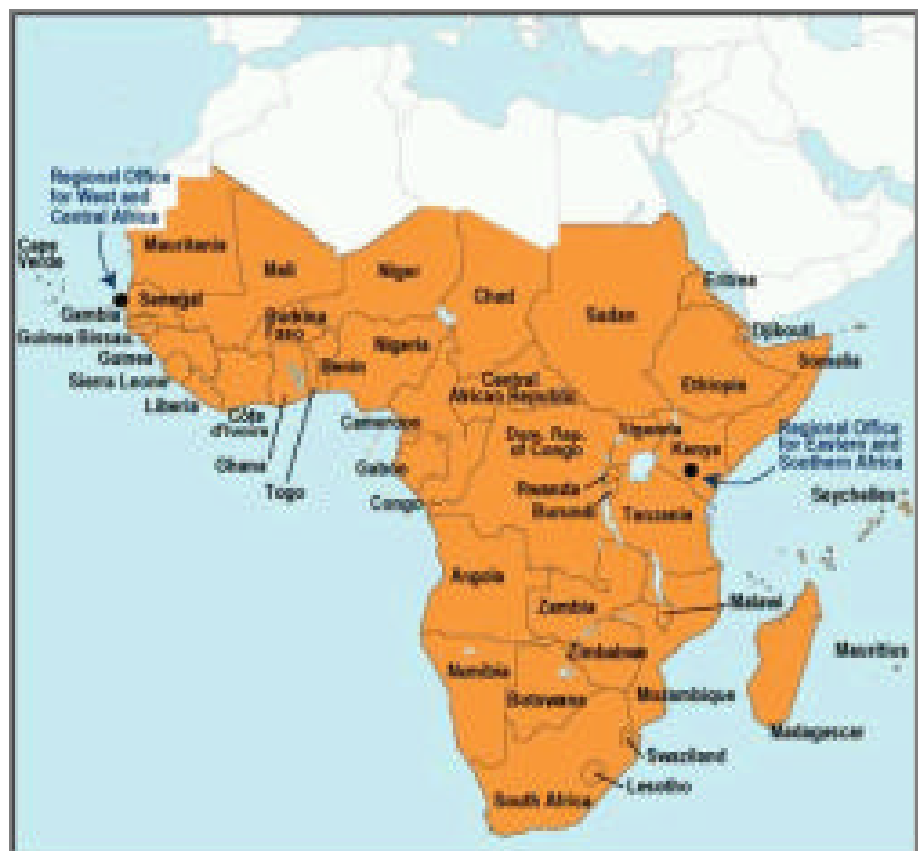 Regional Office
for West and
Central Africa
Cape
Verde
Mauritania
Mali
Niger
Chad
Sudan
Eritrea
Senegal
Gambia
Burkina
Faso
Djibouti
Guinea Bissau
Benin
Nigeria
Somalia
Guinea
Sierra Leone
Ethiopia
Central
African Republic
Liberia
Côte
d'Ivoire
Cameroon
Uganda
Kenya
Regional Office
for Eastern and
Southern Africa
Dem. Rep.
of Congo
Ghana
Gabon
Togo
Congo
Rwanda
Burundi
Tanzania
Seychelles
Angola
Zambia
Malawi
Zimbabwe
Mauritius
Namibia
Botswana
Mozambique
Madagascar
Swaziland
Lesotho
South Africa